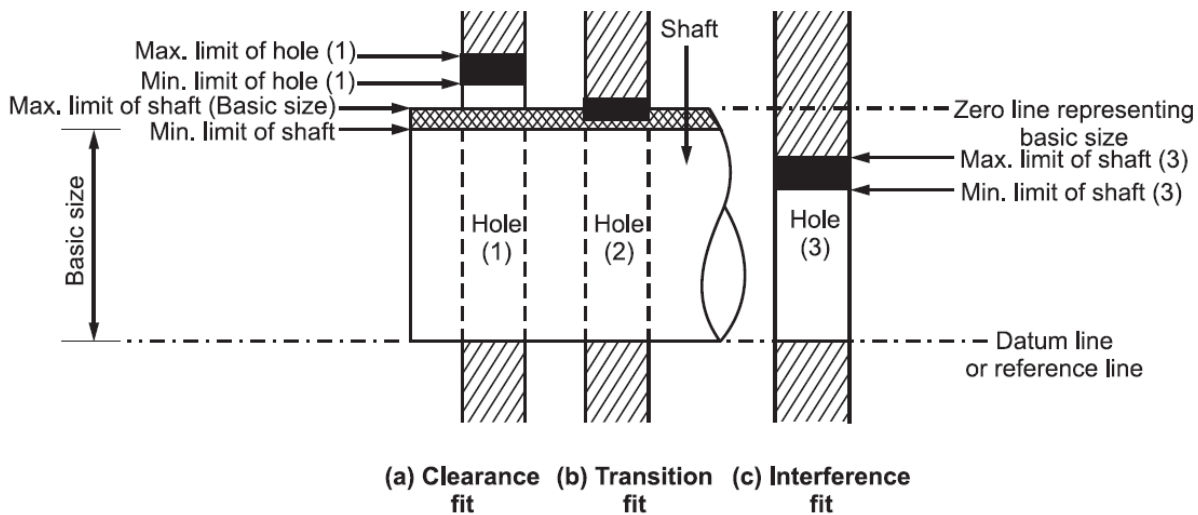 Shaft
Max. limit of hole (1)
Min. limit of hole (1)
Max. limit of shaft (Basic size)
Min. limit of shaft
Zero line representing
basic size
Max. limit of shaft (3)
Min. limit of shaft (3)
Basic size
Hole
(1)
Hole
(2)
Hole
(3)
Datum line
or reference line
(a) Clearance
fit
(b) Transition
fit
(c) Interference
fit